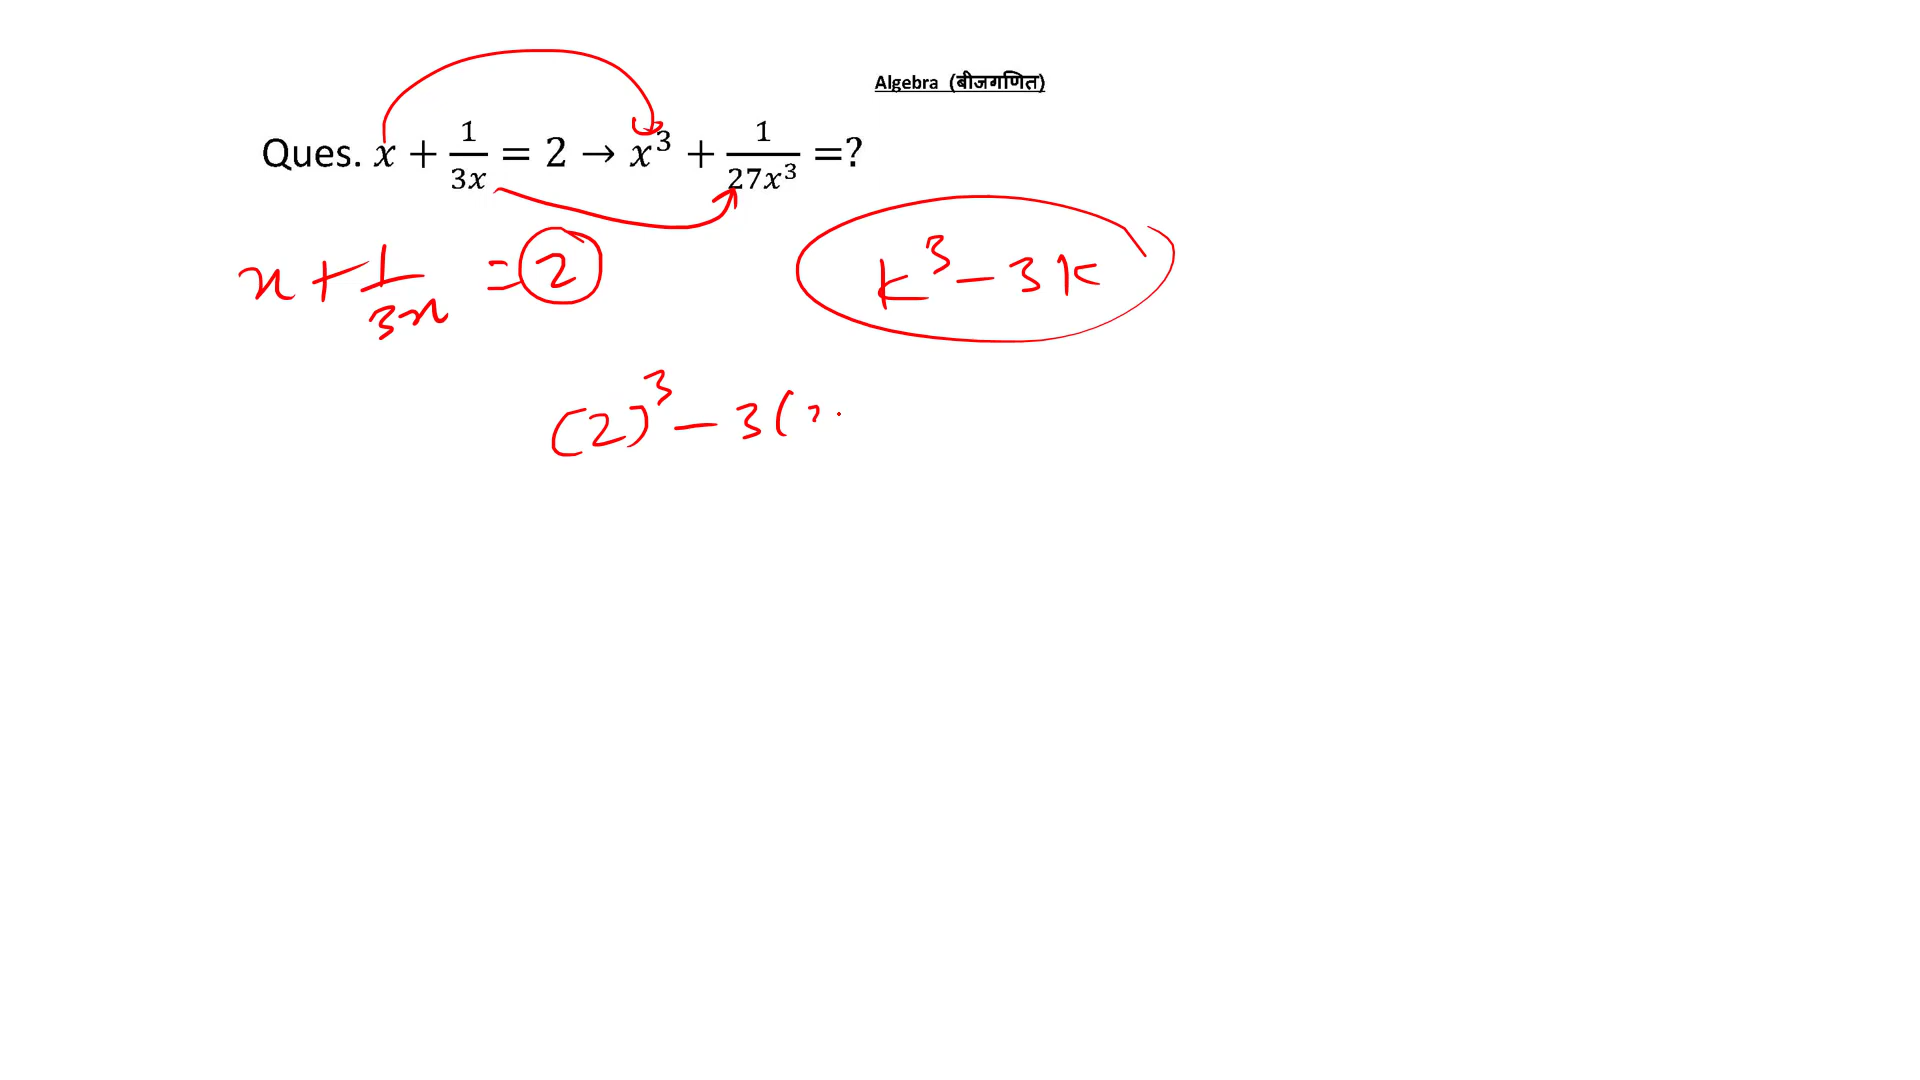 Algebra (बीजगणित)
Ques. x + 1/3x = 2 → x³ + 1/27x³ =?
x + 1/3x = 2
k³ - 3k
(2)³ - 3(